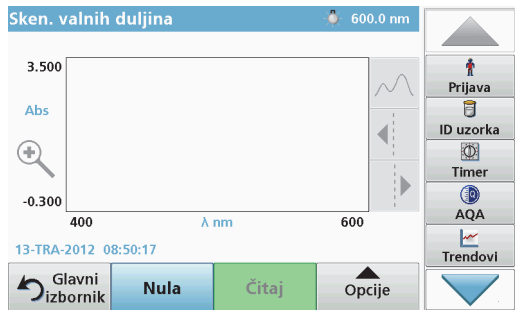 Sken. valnih duljina
600.0 nm
3.500
Abs
-0.300
400
λ nm
600
13-TRA-2012 08:50:17
Glavni
izbornik
Nula
Čitaj
Opcije
Prijava
ID uzorka
Timer
AQA
Trendovi